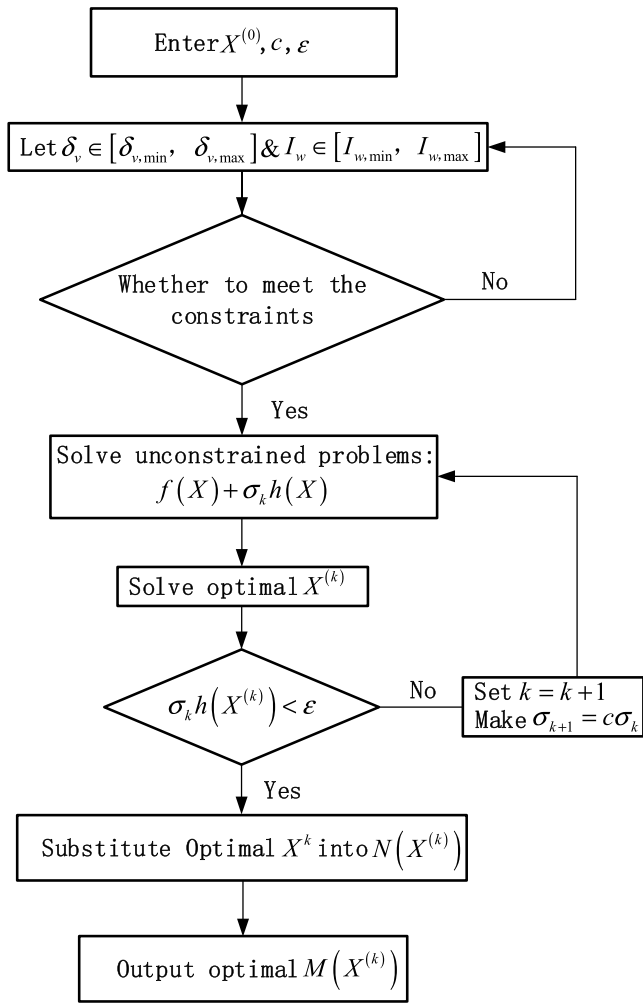 Enter X^(0), c, ε
Let δ_v ∈ [δ_v,min, δ_v,max] & I_w ∈ [I_w,min, I_w,max]
Whether to meet the
constraints
No
Yes
Solve unconstrained problems:
f(X)+σ_k h(X)
Solve optimal X^(k)
σ_k h(X^(k)) < ε
No
Set k = k+1
Make σ_k+1 = cσ_k
Yes
Substitute Optimal X^k into N(X^(k))
Output optimal M(X^(k))